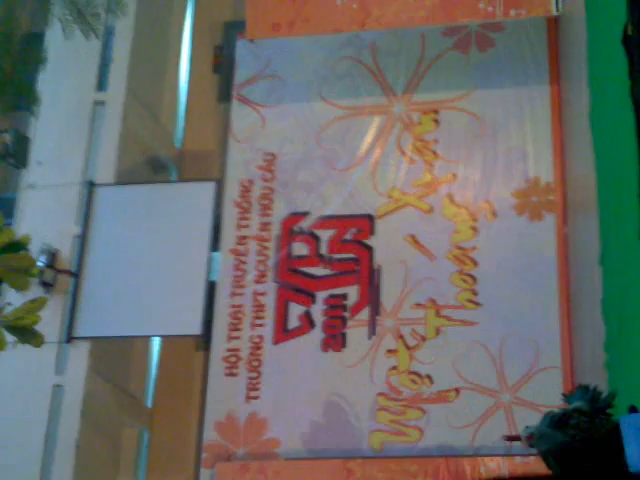 HỘI TRẠI TRUYỀN THỐNG
TRƯỜNG THPT NGUYỄN HỮU CẦU
2011
Một Thoáng Xuân